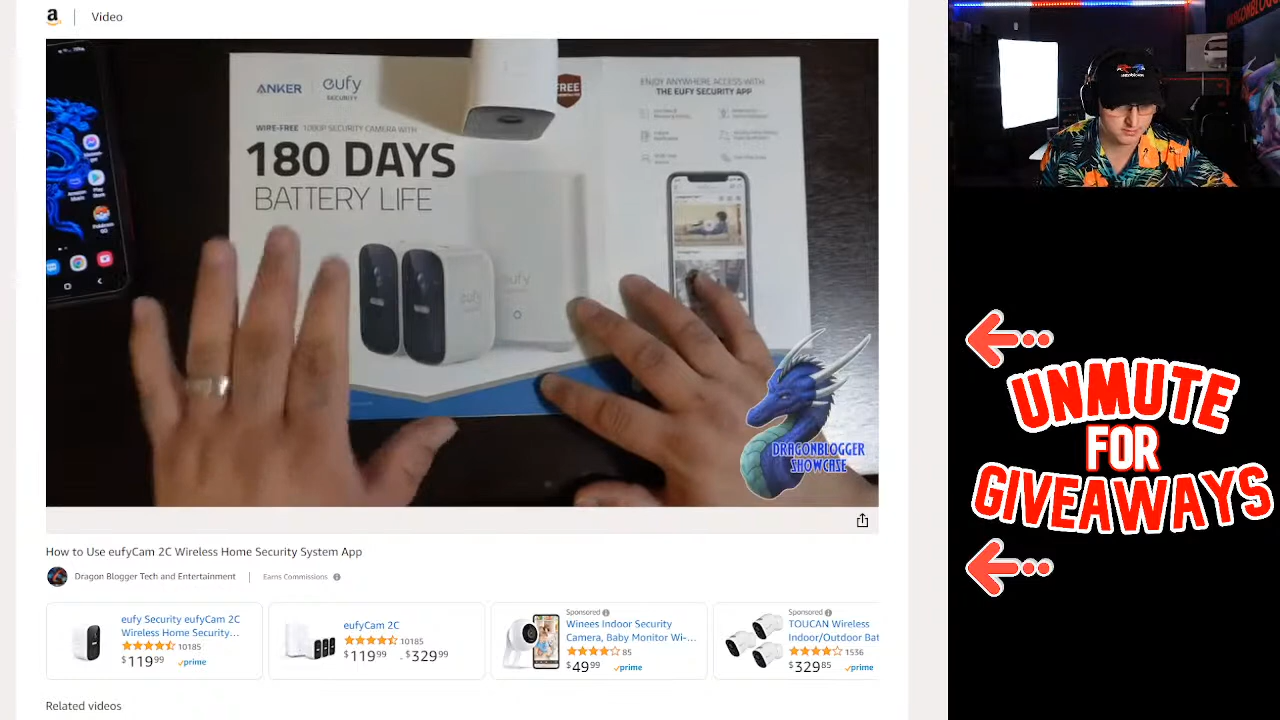 a | Video
ANKER | eufy
SECURITY
FREE
WIRE-FREE 1080P SECURITY CAMERA WITH
180 DAYS
BATTERY LIFE
ENJOY ANYWHERE ACCESS WITH
THE EUFY SECURITY APP
eufy
eufy
DRAGONBLOGGER
SHOWCASE
How to Use eufyCam 2C Wireless Home Security System App
Dragon Blogger Tech and Entertainment | Earns Commissions
eufy Security eufyCam 2C
Wireless Home Security...
10185
$119.99 prime
eufyCam 2C
10185
$119.99 - $329.99
Sponsored
Winees Indoor Security
Camera, Baby Monitor Wi-...
85
$49.99 prime
Sponsored
TOUCAN Wireless
Indoor/Outdoor Bat
1536
$329.85 prime
Related videos
UNMUTE
FOR
GIVEAWAYS